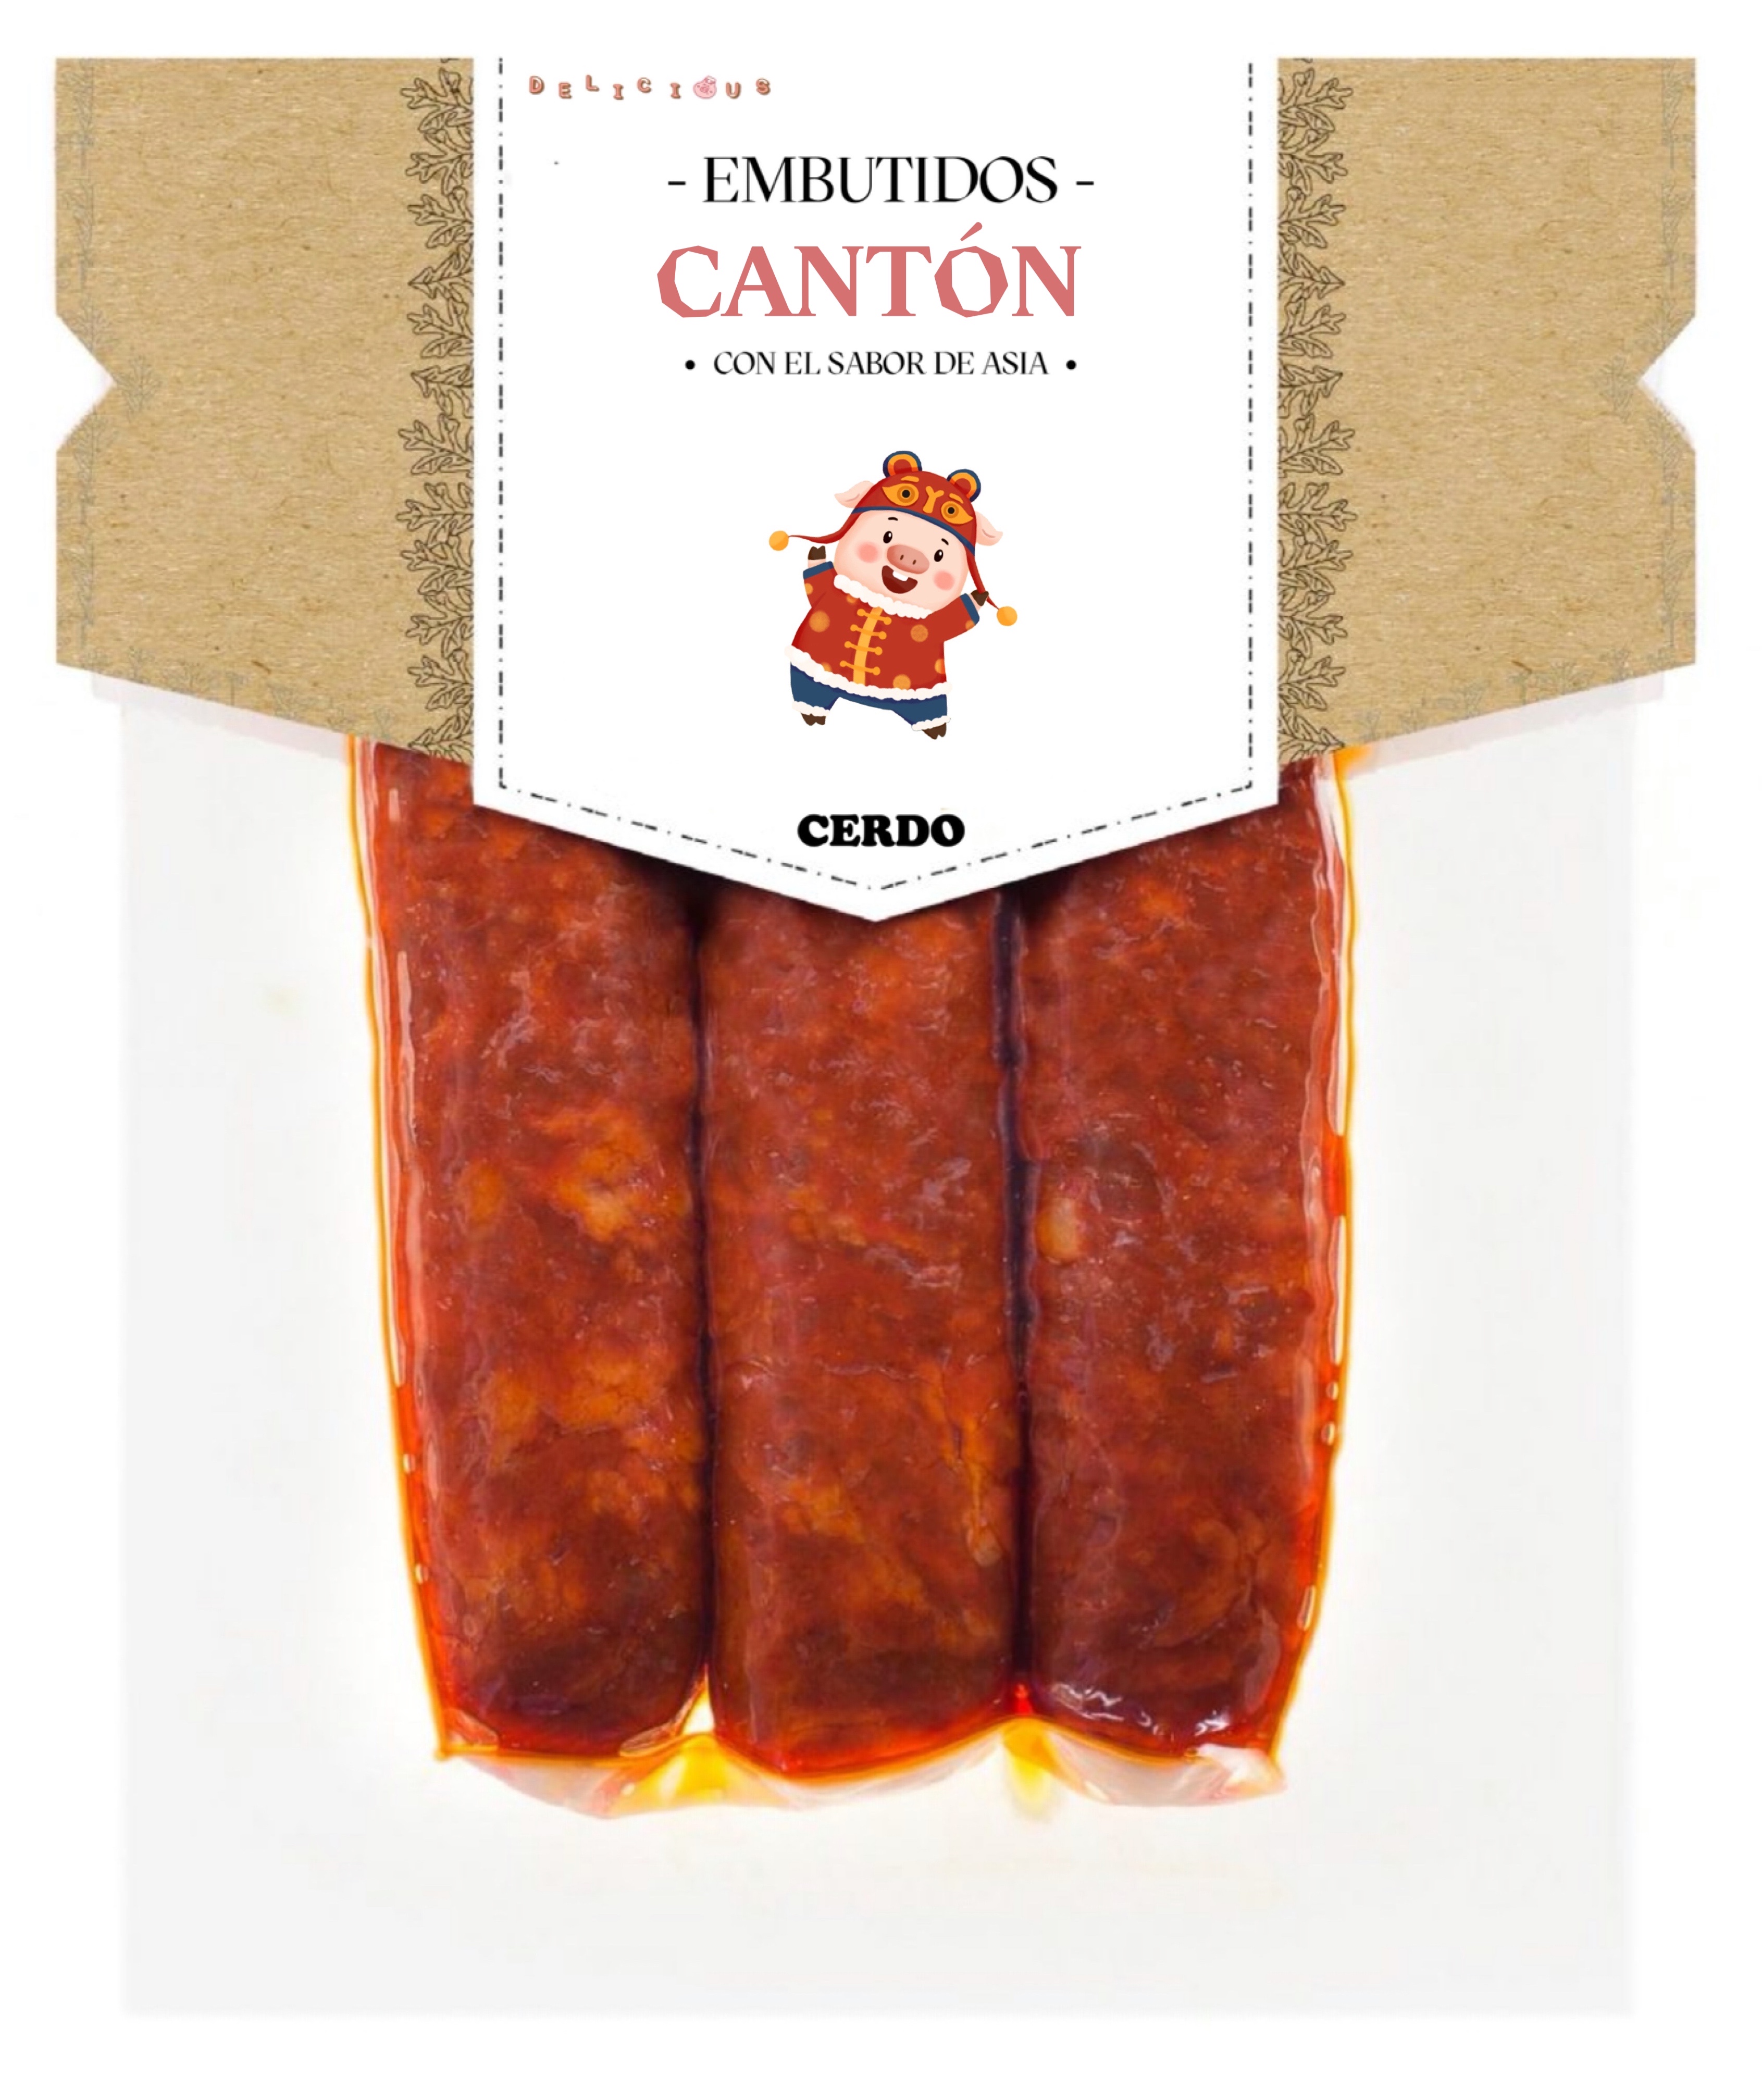 DELICIOUS
- EMBUTIDOS -
CANTÓN
• CON EL SABOR DE ASIA •
CERDO